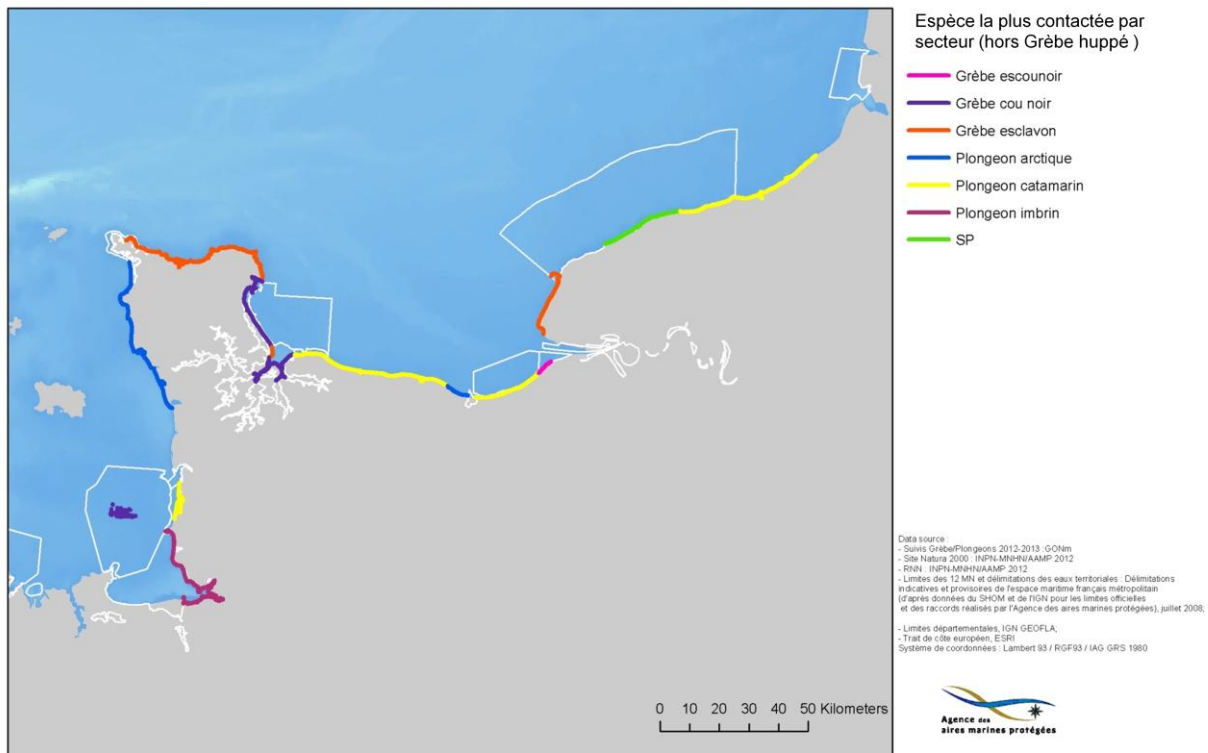 Espèce la plus contactée par
secteur (hors Grèbe huppé )
Grèbe escounoir
Grèbe cou noir
Grèbe esclavon
Plongeon arctique
Plongeon catamarin
Plongeon imbrin
SP
Data source :
- Suivis Grèbe/Plongeons 2012-2013 :GONm
- Site Natura 2000 : INPN-MNHN/AAMP 2012
- RNN : INPN-MNHN/AAMP 2012
- Limites des 12 MN et délimitations des eaux territoriales : Délimitations
indicatives et provisoires de l'espace maritime français métropolitain
(d'après données du SHOM et de l'IGN pour les limites officielles
et des raccords réalisés par l'Agence des aires marines protégées), juillet 2008;
- Limites départementales, IGN GEOFLA;
- Trait de côte européen, ESRI
Système de coordonnées : Lambert 93 / RGF93 / IAG GRS 1980
0 10 20 30 40 50 Kilometers
Agence des
aires marines protégées